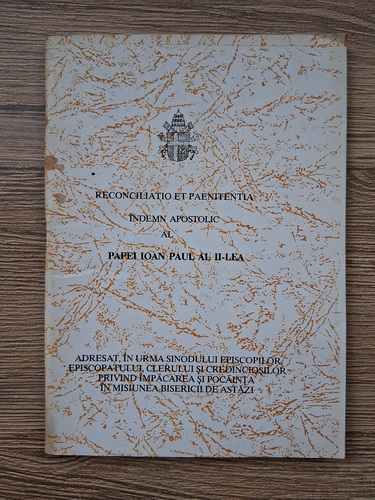 RECONCILIATIO ET PAENITENTIA
ÎNDEMN APOSTOLIC
AL
PAPEI IOAN PAUL AL II-LEA
ADRESAT, ÎN URMA SINODULUI EPISCOPILOR,
EPISCOPATULUI, CLERULUI ȘI CREDINCIOȘILOR
PRIVIND ÎMPĂCAREA ȘI POCĂINȚA
ÎN MISIUNEA BISERICII DE ASTĂZI